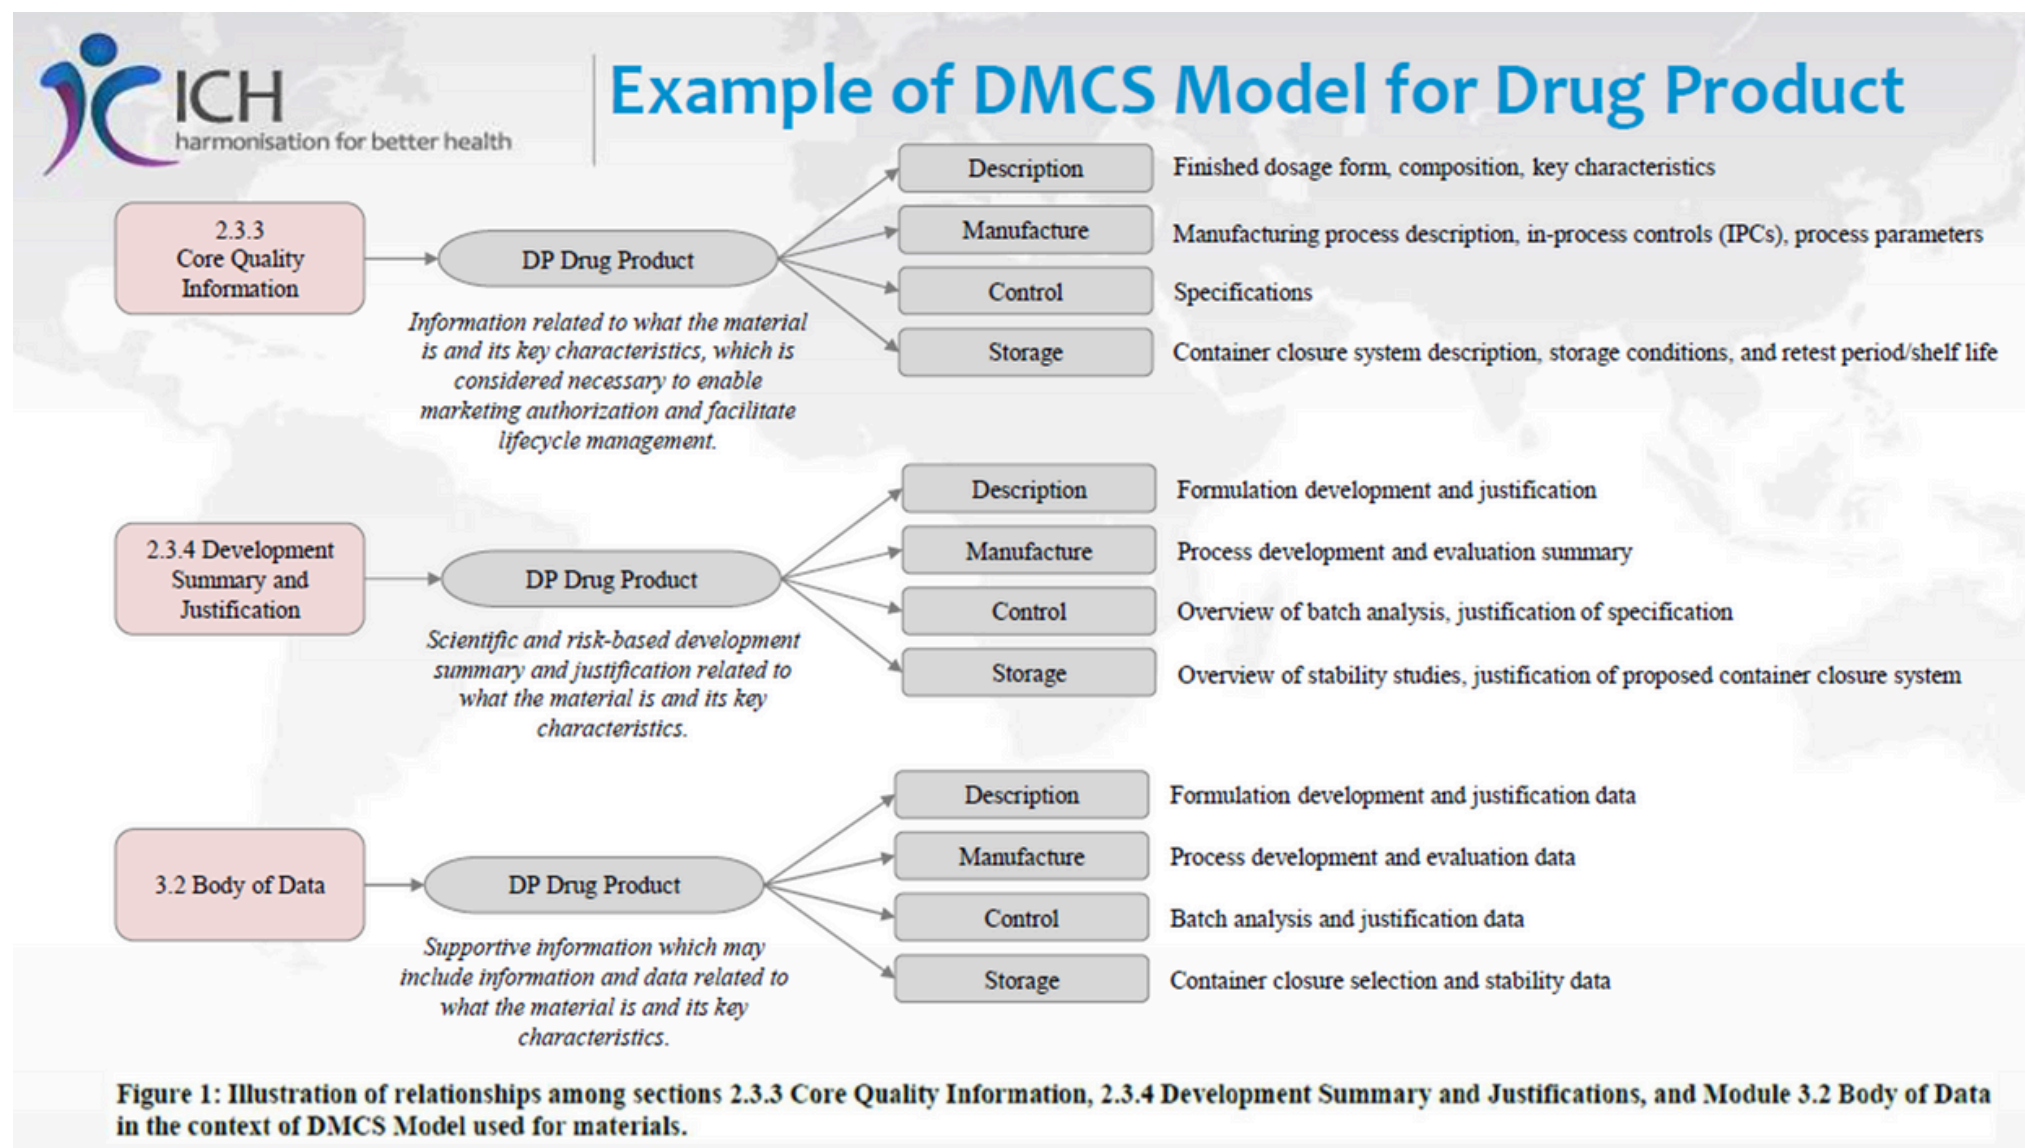 ICH
harmonisation for better health
Example of DMCS Model for Drug Product
2.3.3
Core Quality
Information
DP Drug Product
Information related to what the material
is and its key characteristics, which is
considered necessary to enable
marketing authorization and facilitate
lifecycle management.
Description
Finished dosage form, composition, key characteristics
Manufacture
Manufacturing process description, in-process controls (IPCs), process parameters
Control
Specifications
Storage
Container closure system description, storage conditions, and retest period/shelf life
2.3.4 Development
Summary and
Justification
DP Drug Product
Scientific and risk-based development
summary and justification related to
what the material is and its key
characteristics.
Description
Formulation development and justification
Manufacture
Process development and evaluation summary
Control
Overview of batch analysis, justification of specification
Storage
Overview of stability studies, justification of proposed container closure system
3.2 Body of Data
DP Drug Product
Supportive information which may
include information and data related to
what the material is and its key
characteristics.
Description
Formulation development and justification data
Manufacture
Process development and evaluation data
Control
Batch analysis and justification data
Storage
Container closure selection and stability data
Figure 1: Illustration of relationships among sections 2.3.3 Core Quality Information, 2.3.4 Development Summary and Justifications, and Module 3.2 Body of Data
in the context of DMCS Model used for materials.